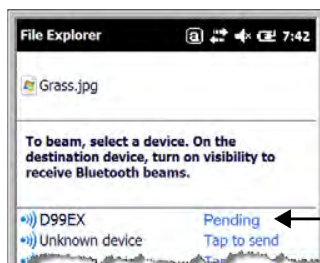 File Explorer 7:42
Grass.jpg
To beam, select a device. On the
destination device, turn on visibility to
receive Bluetooth beams.
D99EX Pending
Unknown device Tap to send